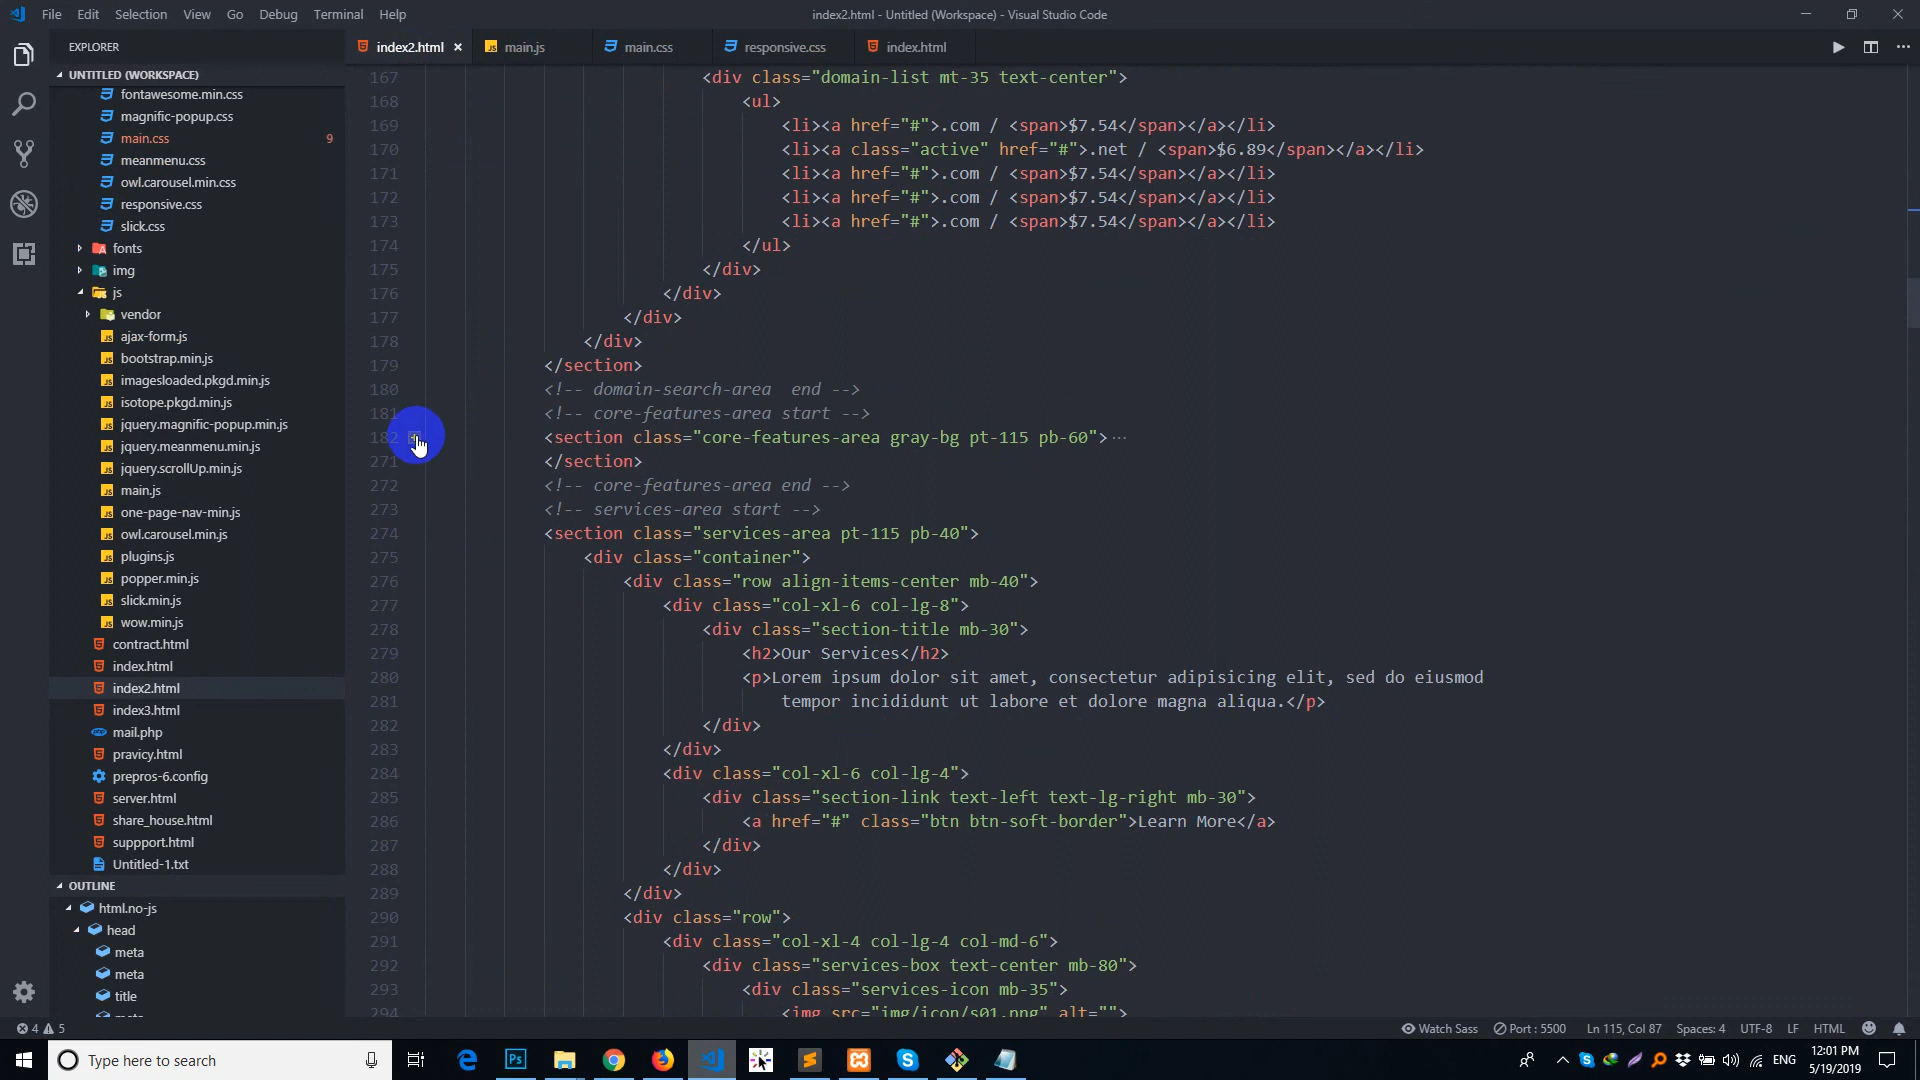 File Edit Selection View Go Debug Terminal Help
index2.html - Untitled (Workspace) - Visual Studio Code
EXPLORER
index2.html
main.js
main.css
responsive.css
index.html
UNTITLED (WORKSPACE)
fontawesome.min.css
magnific-popup.css
main.css 9
meanmenu.css
owl.carousel.min.css
responsive.css
slick.css
fonts
img
js
vendor
ajax-form.js
bootstrap.min.js
imagesloaded.pkgd.min.js
isotope.pkgd.min.js
jquery.magnific-popup.min.js
jquery.meanmenu.min.js
jquery.scrollUp.min.js
main.js
one-page-nav-min.js
owl.carousel.min.js
plugins.js
popper.min.js
slick.min.js
wow.min.js
contract.html
index.html
index2.html
index3.html
mail.php
pravicy.html
prepros-6.config
server.html
share_house.html
suppport.html
Untitled-1.txt
OUTLINE
html.no-js
head
meta
meta
title
167 <div class="domain-list mt-35 text-center">
168 <ul>
169 <li><a href="#">.com / <span>$7.54</span></a></li>
170 <li><a class="active" href="#">.net / <span>$6.89</span></a></li>
171 <li><a href="#">.com / <span>$7.54</span></a></li>
172 <li><a href="#">.com / <span>$7.54</span></a></li>
173 <li><a href="#">.com / <span>$7.54</span></a></li>
174 </ul>
175 </div>
176 </div>
177 </div>
178 </div>
179 </section>
180 <!-- domain-search-area  end -->
181 <!-- core-features-area start -->
182 <section class="core-features-area gray-bg pt-115 pb-60">...
271 </section>
272 <!-- core-features-area end -->
273 <!-- services-area start -->
274 <section class="services-area pt-115 pb-40">
275 <div class="container">
276 <div class="row align-items-center mb-40">
277 <div class="col-xl-6 col-lg-8">
278 <div class="section-title mb-30">
279 <h2>Our Services</h2>
280 <p>Lorem ipsum dolor sit amet, consectetur adipisicing elit, sed do eiusmod
281 tempor incididunt ut labore et dolore magna aliqua.</p>
282 </div>
283 </div>
284 <div class="col-xl-6 col-lg-4">
285 <div class="section-link text-left text-lg-right mb-30">
286 <a href="#" class="btn btn-soft-border">Learn More</a>
287 </div>
288 </div>
289 </div>
290 <div class="row">
291 <div class="col-xl-4 col-lg-4 col-md-6">
292 <div class="services-box text-center mb-80">
293 <div class="services-icon mb-35">
294 <img src="img/icon/s01.png" alt="">
4 5
Watch Sass Port : 5500 Ln 115, Col 87 Spaces: 4 UTF-8 LF HTML
Type here to search
ENG
12:01 PM
5/19/2019